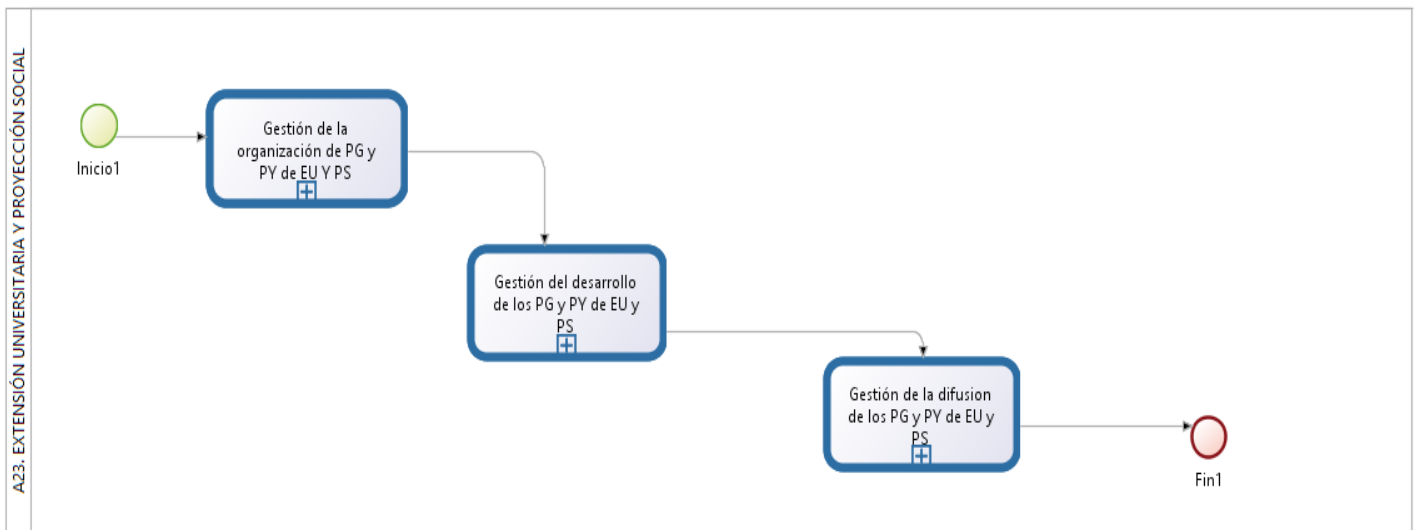 A23. EXTENSIÓN UNIVERSITARIA Y PROYECCIÓN SOCIAL
Inicio1
Gestión de la
organización de PG y
PY de EU Y PS
Gestión del desarrollo
de los PG y PY de EU y
PS
Gestión de la difusion
de los PG y PY de EU y
PS
Fin1